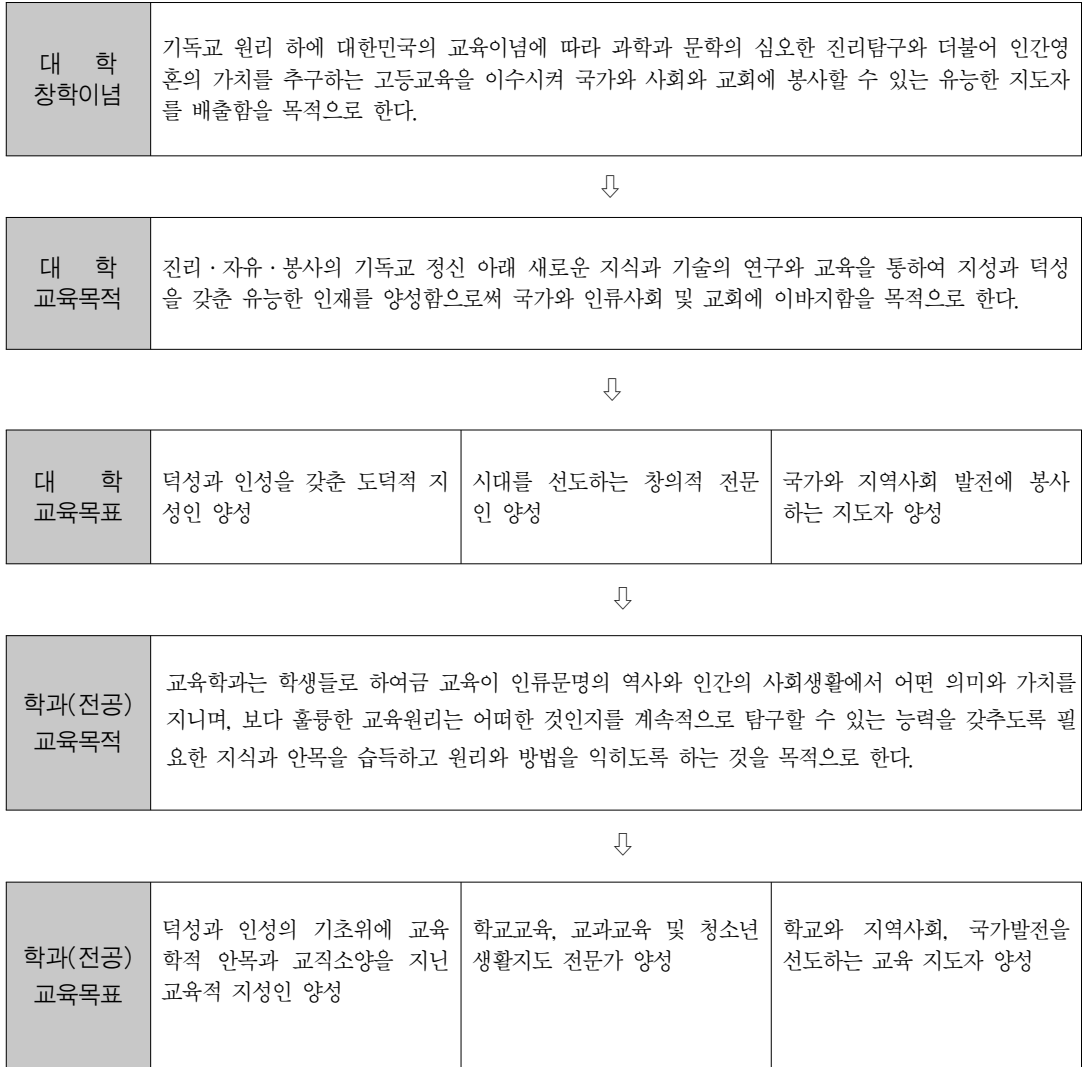 대 학
창학이념
기독교 원리 하에 대한민국의 교육이념에 따라 과학과 문학의 심오한 진리탐구와 더불어 인간영
혼의 가치를 추구하는 고등교육을 이수시켜 국가와 사회와 교회에 봉사할 수 있는 유능한 지도자
를 배출함을 목적으로 한다.
⇩
대 학
교육목적
진리·자유·봉사의 기독교 정신 아래 새로운 지식과 기술의 연구와 교육을 통하여 지성과 덕성
을 갖춘 유능한 인재를 양성함으로써 국가와 인류사회 및 교회에 이바지함을 목적으로 한다.
⇩
대 학
교육목표
덕성과 인성을 갖춘 도덕적 지
성인 양성
시대를 선도하는 창의적 전문
인 양성
국가와 지역사회 발전에 봉사
하는 지도자 양성
⇩
학과(전공)
교육목적
교육학과는 학생들로 하여금 교육이 인류문명의 역사와 인간의 사회생활에서 어떤 의미와 가치를
지니며, 보다 훌륭한 교육원리는 어떠한 것인지를 계속적으로 탐구할 수 있는 능력을 갖추도록 필
요한 지식과 안목을 습득하고 원리와 방법을 익히도록 하는 것을 목적으로 한다.
⇩
학과(전공)
교육목표
덕성과 인성의 기초위에 교육
학적 안목과 교직소양을 지닌
교육적 지성인 양성
학교교육, 교과교육 및 청소년
생활지도 전문가 양성
학교와 지역사회, 국가발전을
선도하는 교육 지도자 양성